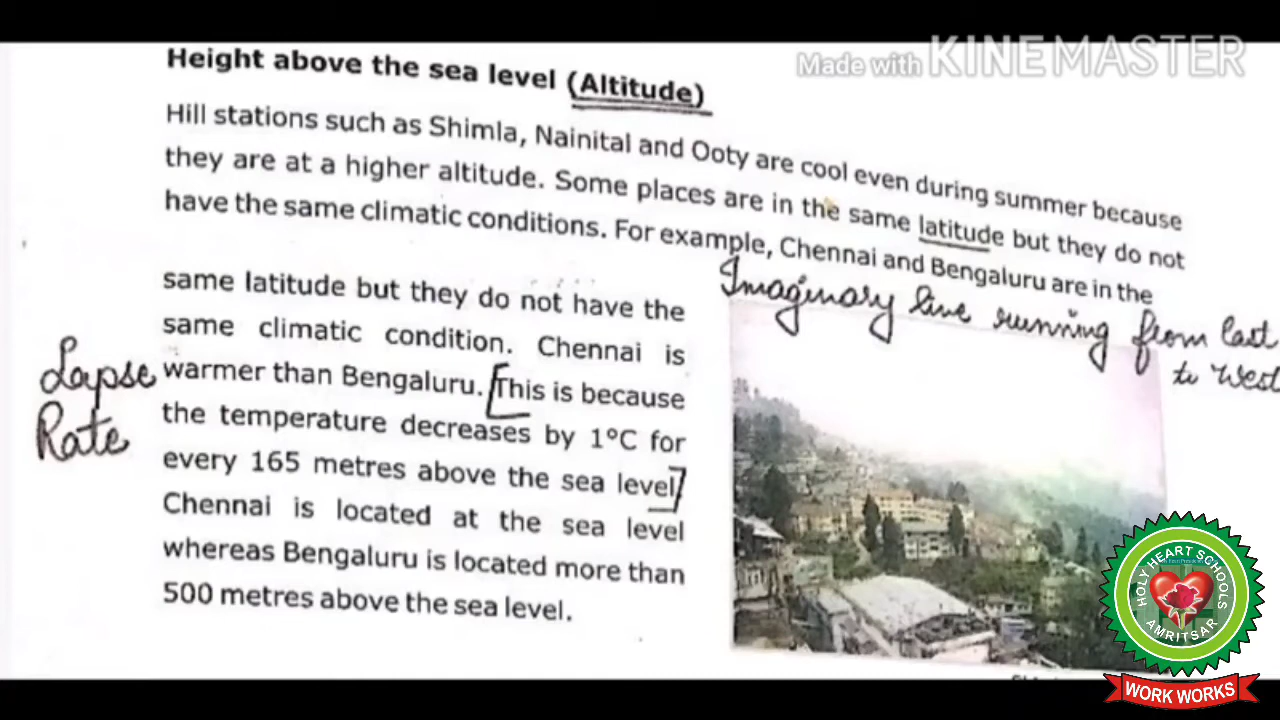 Made with KINEMASTER
Height above the sea level (Altitude)
Hill stations such as Shimla, Nainital and Ooty are cool even during summer because
they are at a higher altitude. Some places are in the same latitude but they do not
have the same climatic conditions. For example, Chennai and Bengaluru are in the
Imaginary line running from East
to West
same latitude but they do not have the
same climatic condition. Chennai is
warmer than Bengaluru. [This is because
the temperature decreases by 1°C for
every 165 metres above the sea level]
Chennai is located at the sea level
whereas Bengaluru is located more than
500 metres above the sea level.
Lapse
Rate
HOLY HEART SCHOOLS
AMRITSAR
WORK WORKS